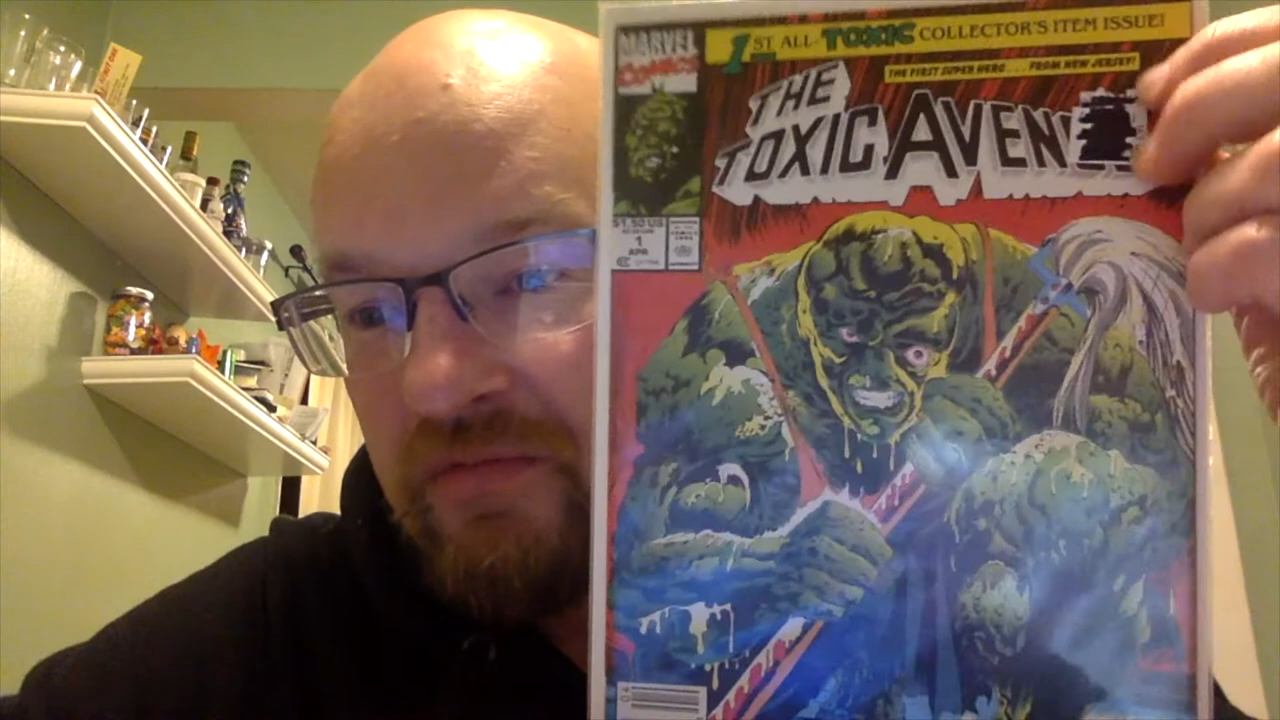 MARVEL
COMICS
1ST ALL-TOXIC COLLECTOR'S ITEM ISSUE!
THE FIRST SUPER HERO.... FROM NEW JERSEY!
THE
TOXIC AVEN
$1.50 US
1
APR
04